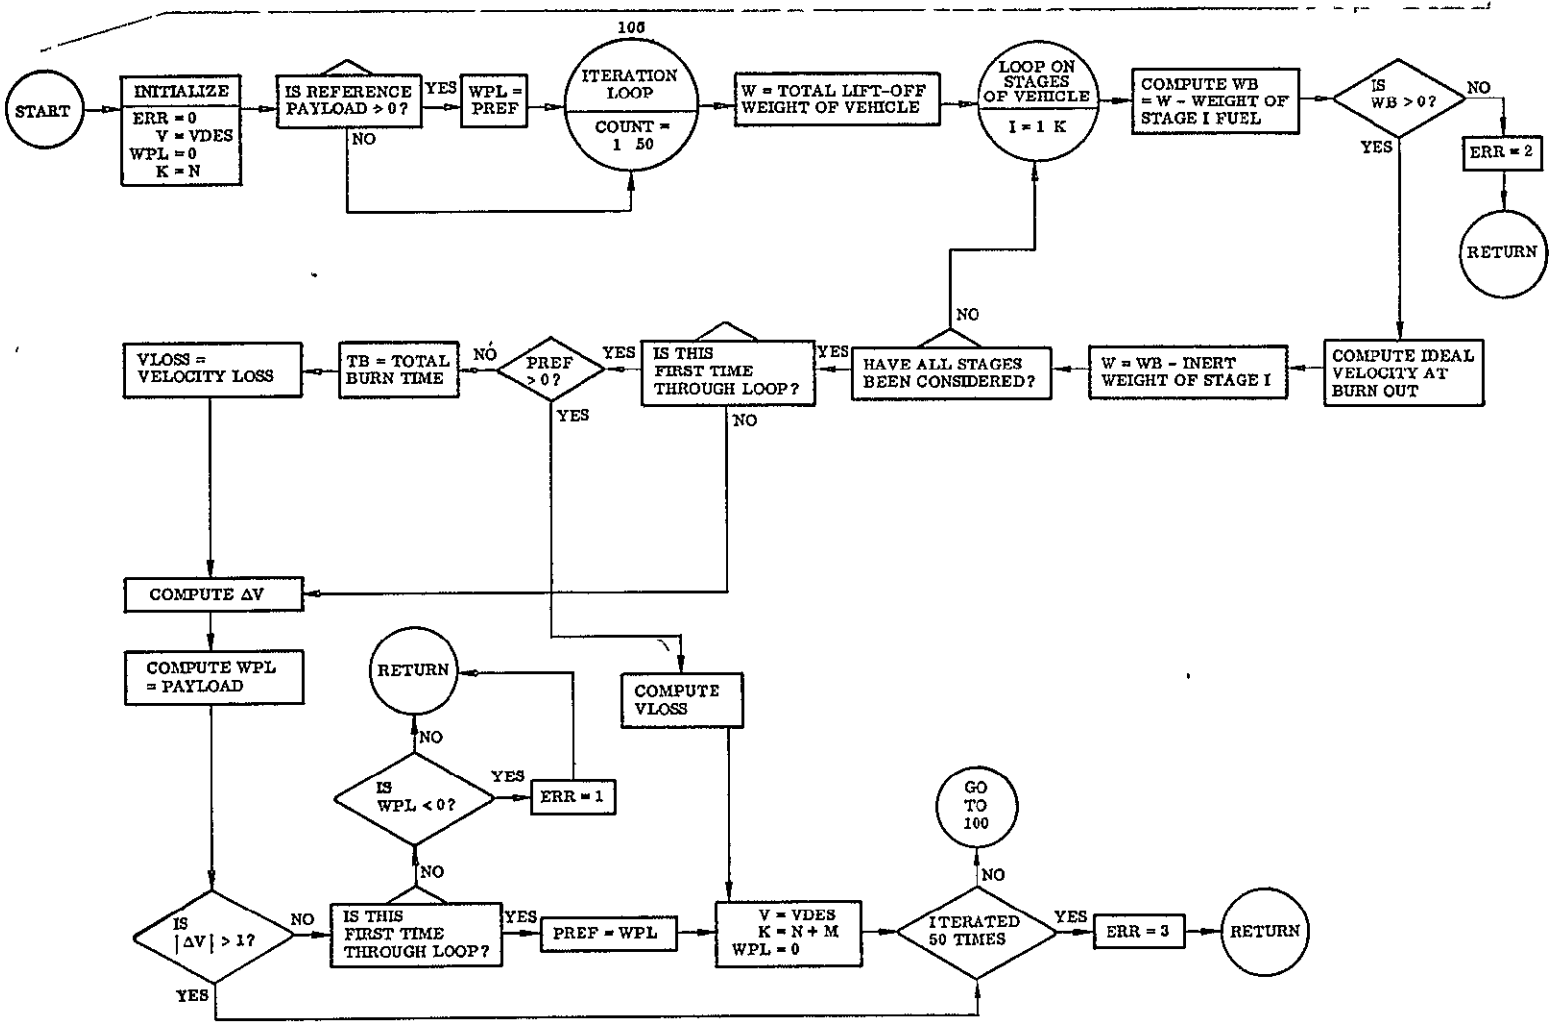 START
INITIALIZE
ERR = 0
V = VDES
WPL = 0
K = N
IS REFERENCE
PAYLOAD > 0?
YES
NO
WPL =
PREF
100
ITERATION
LOOP
COUNT =
1 50
W = TOTAL LIFT-OFF
WEIGHT OF VEHICLE
LOOP ON
STAGES
OF VEHICLE
I = 1 K
COMPUTE WB
= W - WEIGHT OF
STAGE I FUEL
IS
WB > 0?
NO
YES
ERR = 2
RETURN
COMPUTE IDEAL
VELOCITY AT
BURN OUT
W = WB - INERT
WEIGHT OF STAGE I
HAVE ALL STAGES
BEEN CONSIDERED?
NO
YES
IS THIS
FIRST TIME
THROUGH LOOP?
YES
NO
PREF
> 0?
NO
YES
TB = TOTAL
BURN TIME
VLOSS =
VELOCITY LOSS
COMPUTE ΔV
COMPUTE WPL
= PAYLOAD
RETURN
NO
IS
WPL < 0?
YES
ERR = 1
NO
COMPUTE
VLOSS
IS
|ΔV| > 1?
NO
YES
IS THIS
FIRST TIME
THROUGH LOOP?
YES
PREF = WPL
V = VDES
K = N + M
WPL = 0
GO
TO
100
NO
ITERATED
50 TIMES
YES
ERR = 3
RETURN